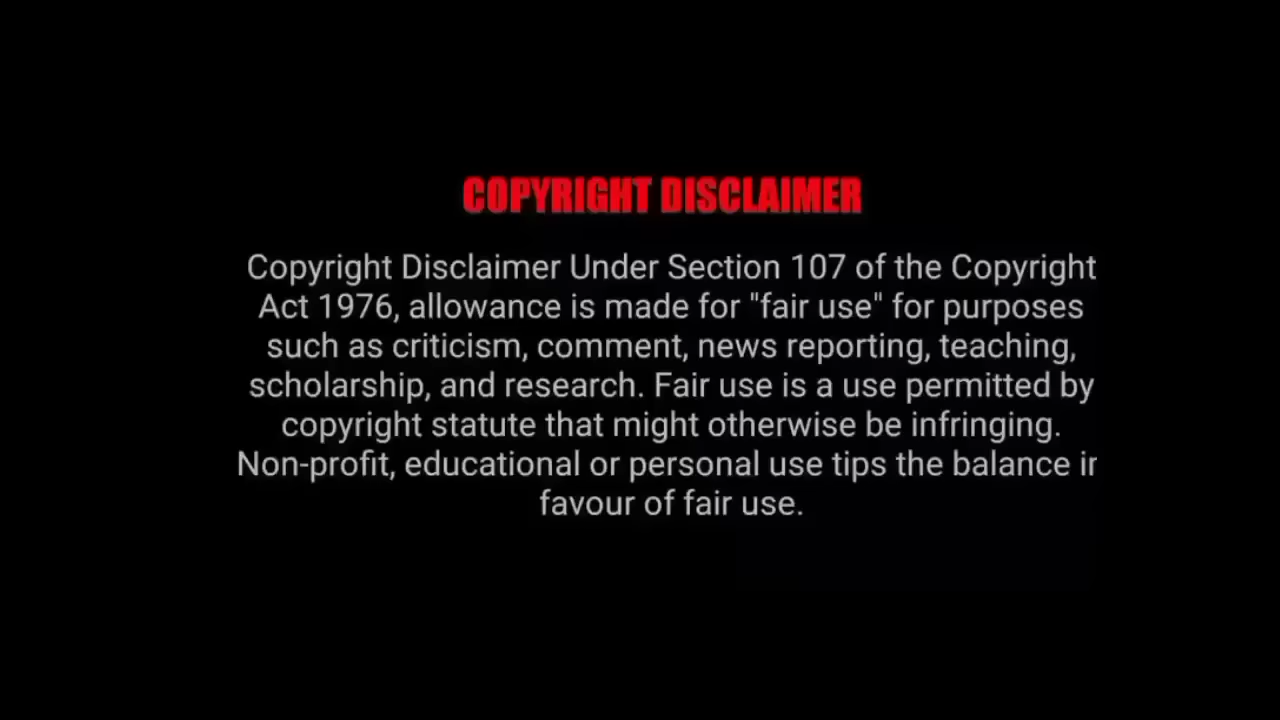 COPYRIGHT DISCLAIMER
Copyright Disclaimer Under Section 107 of the Copyright
Act 1976, allowance is made for "fair use" for purposes
such as criticism, comment, news reporting, teaching,
scholarship, and research. Fair use is a use permitted by
copyright statute that might otherwise be infringing.
Non-profit, educational or personal use tips the balance
favour of fair use.